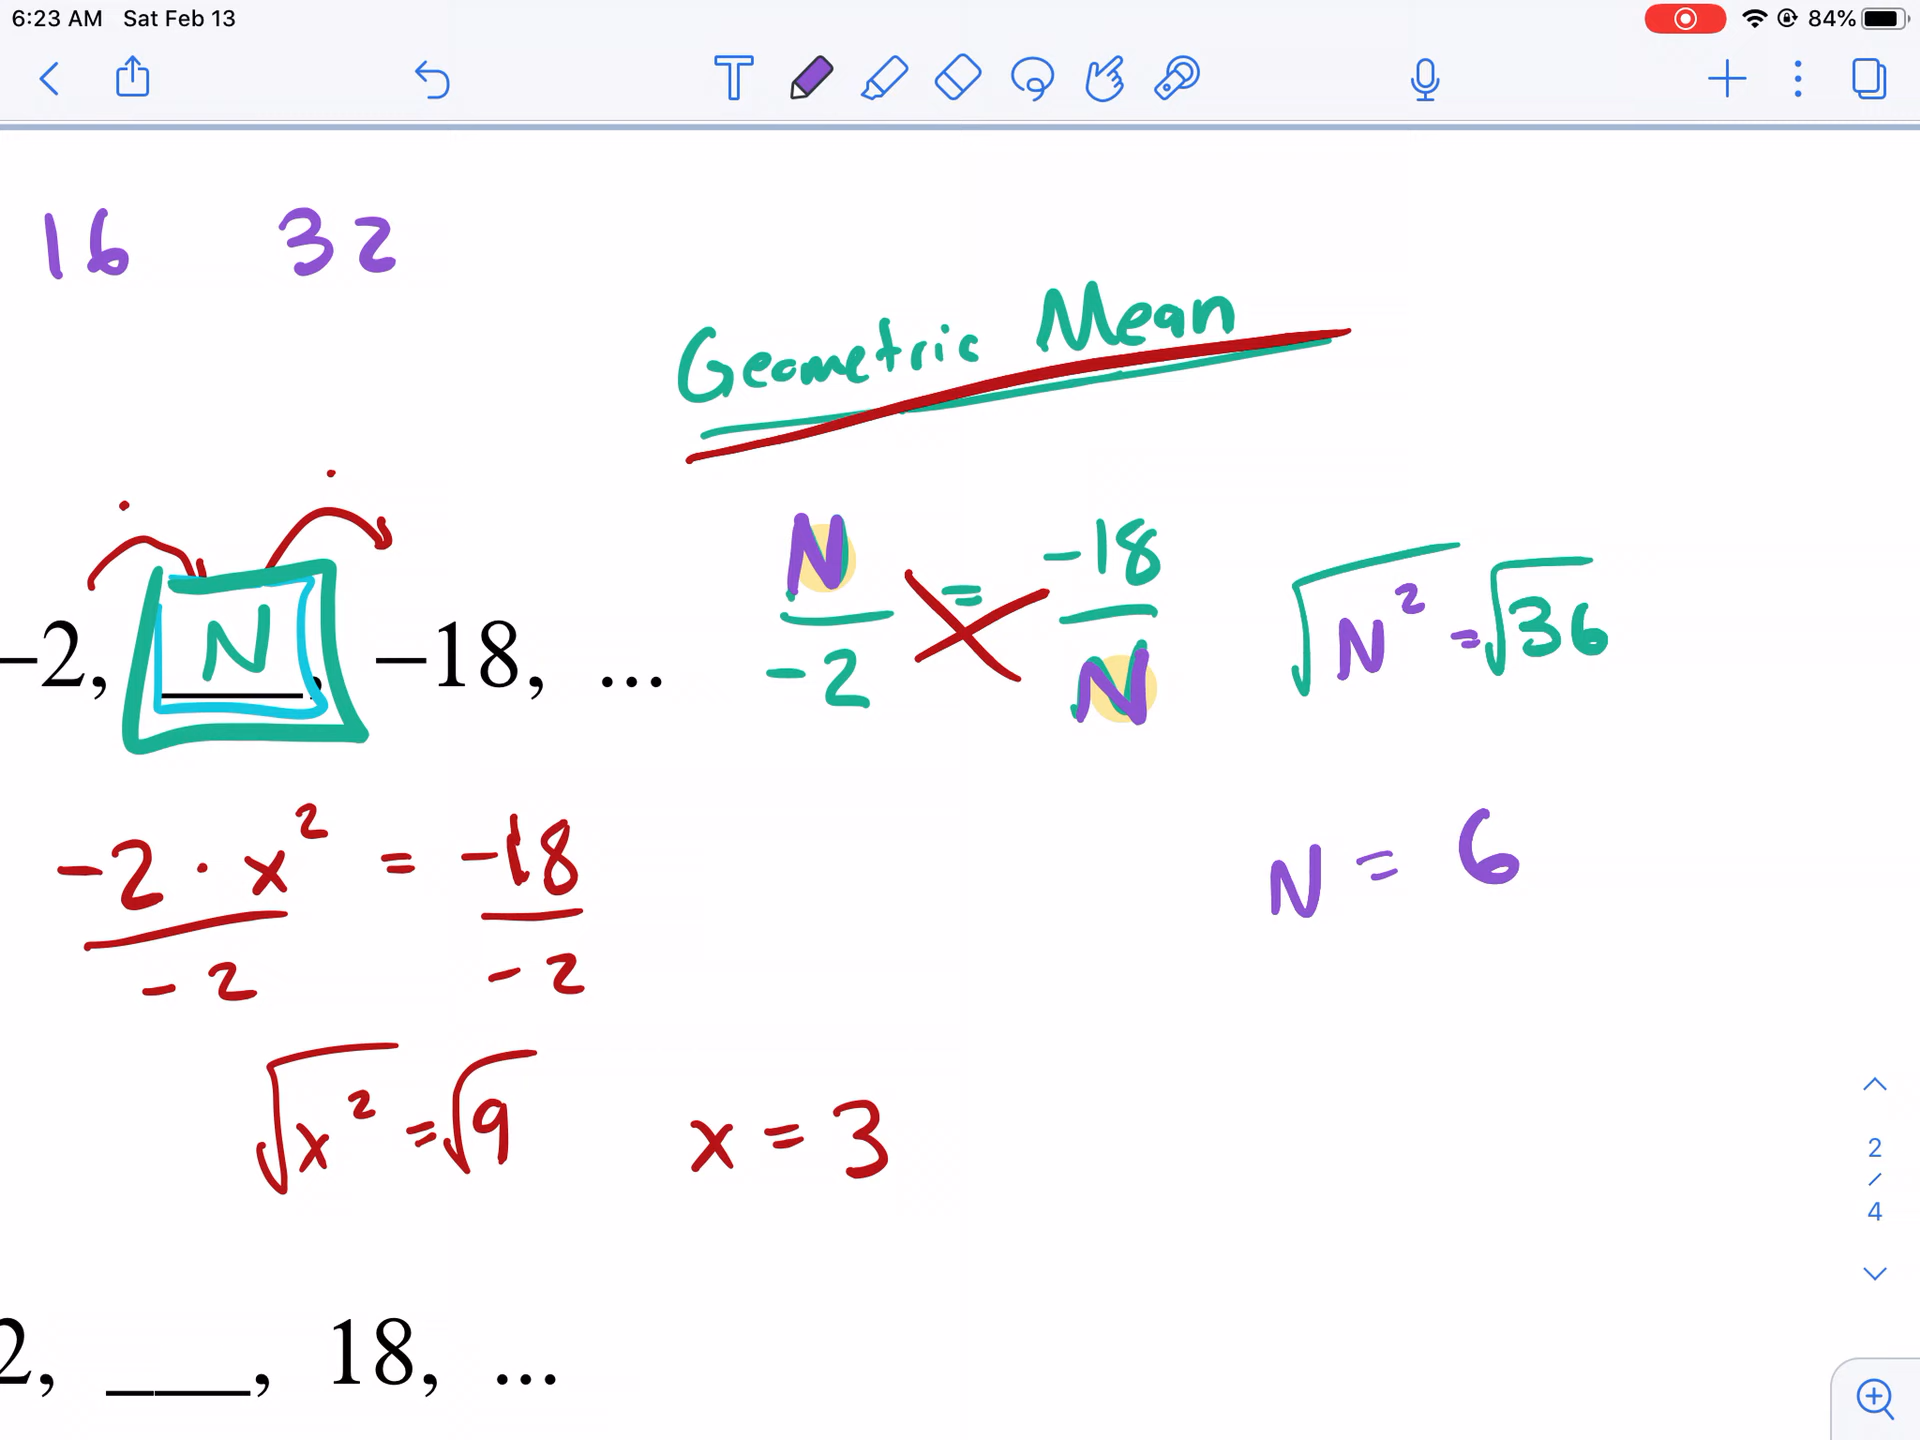 6:23 AM Sat Feb 13 84%
T
16 32
Geometric Mean
N/-2 = -18/N
√N² = √36
-2, N, -18, ...
-2 · x² = -18
-2 -2
N = 6
√x² = √9 x = 3
2
/
4
2, ___, 18, ...